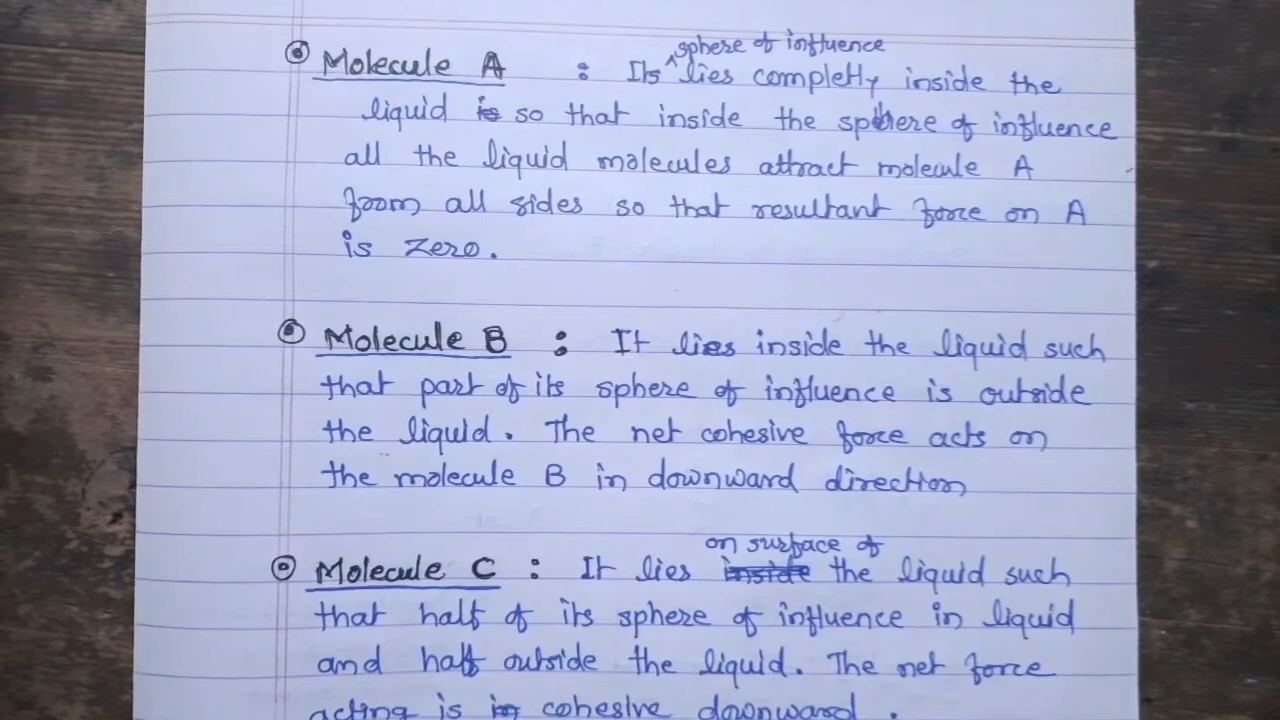 sphere of influence
Molecule A : Its ^ lies completly inside the
liquid is so that inside the sphere of influence
all the liquid molecules attract molecule A
from all sides so that resultant force on A
is zero.
Molecule B : It lies inside the liquid such
that part of its sphere of influence is outside
the liquid. The net cohesive force acts on
the molecule B in downward direction
on surface of
Molecule C : It lies inside the liquid such
that half of its sphere of influence in liquid
and half outside the liquid. The net force
acting is in cohesive downward.